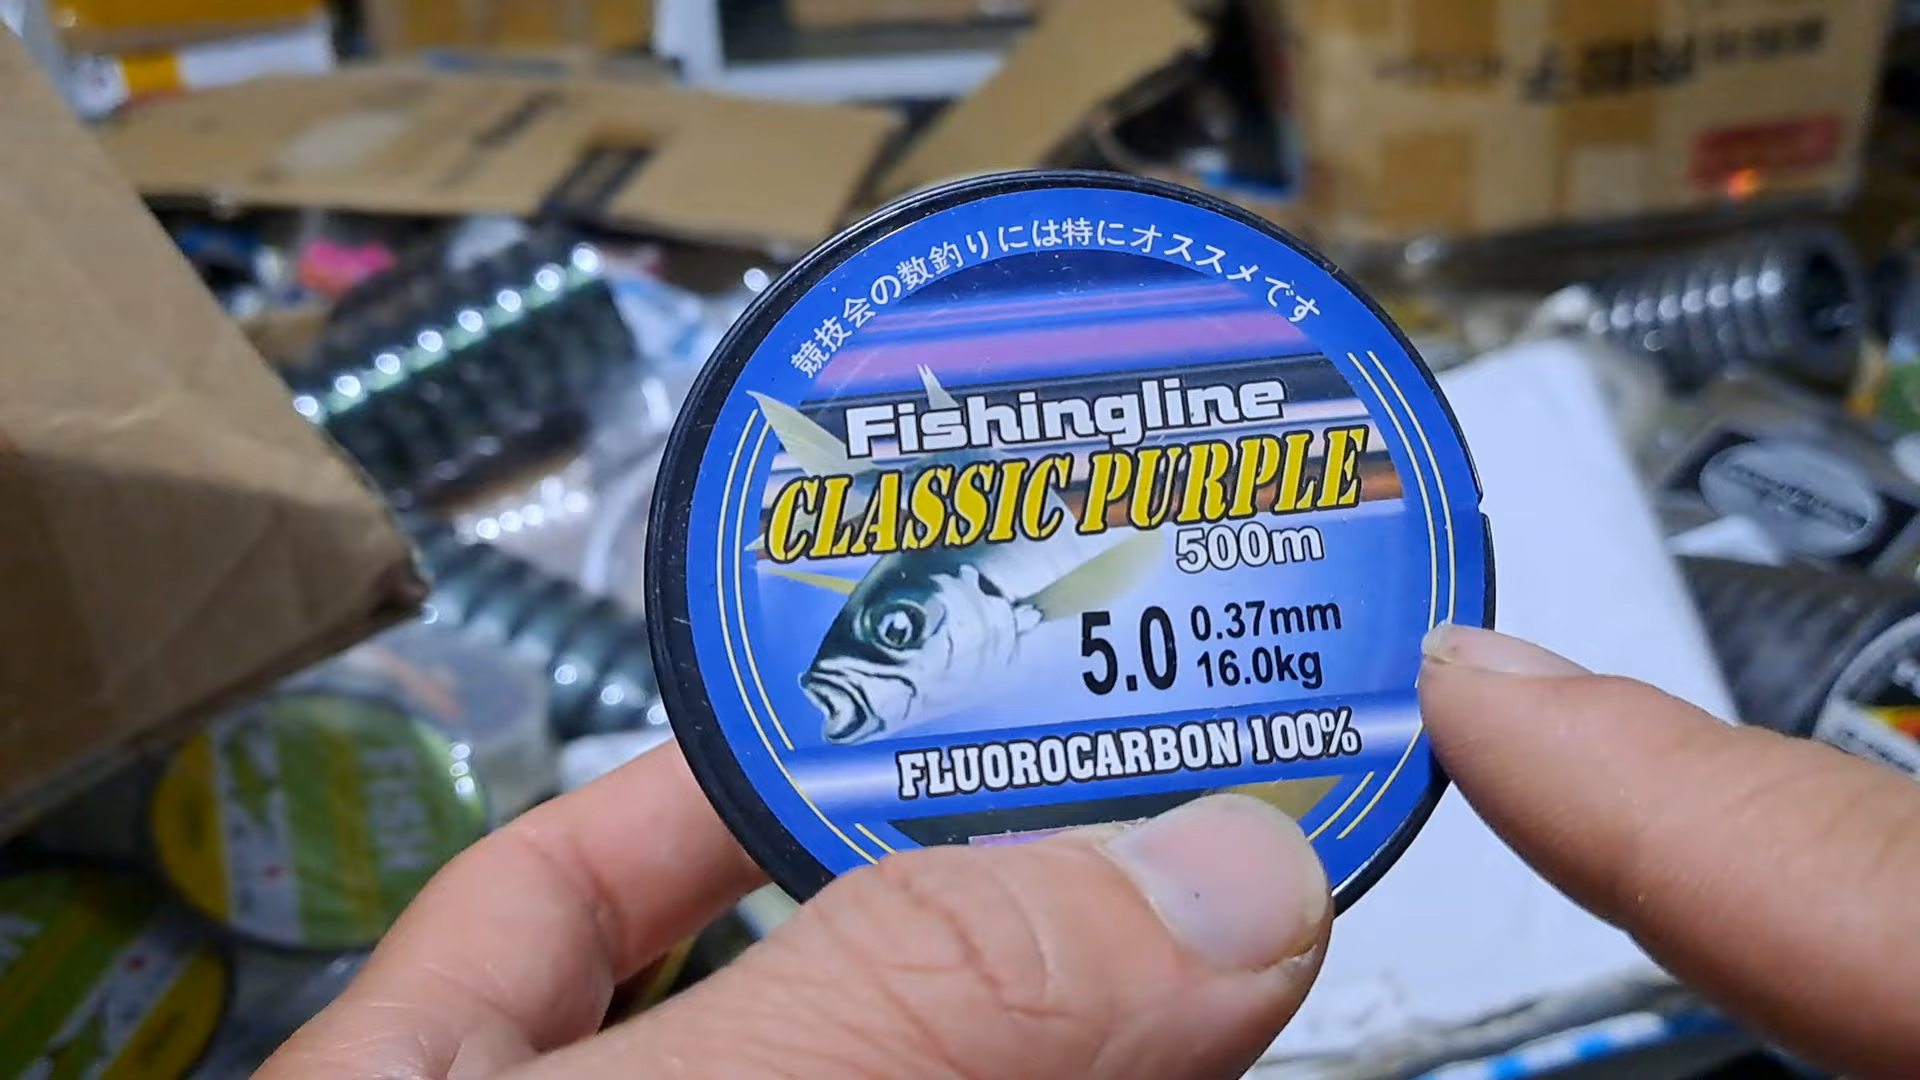 競技会の数釣りには特にオススメです
Fishingline
CLASSIC PURPLE
500m
5.0
0.37mm
16.0kg
FLUOROCARBON 100%